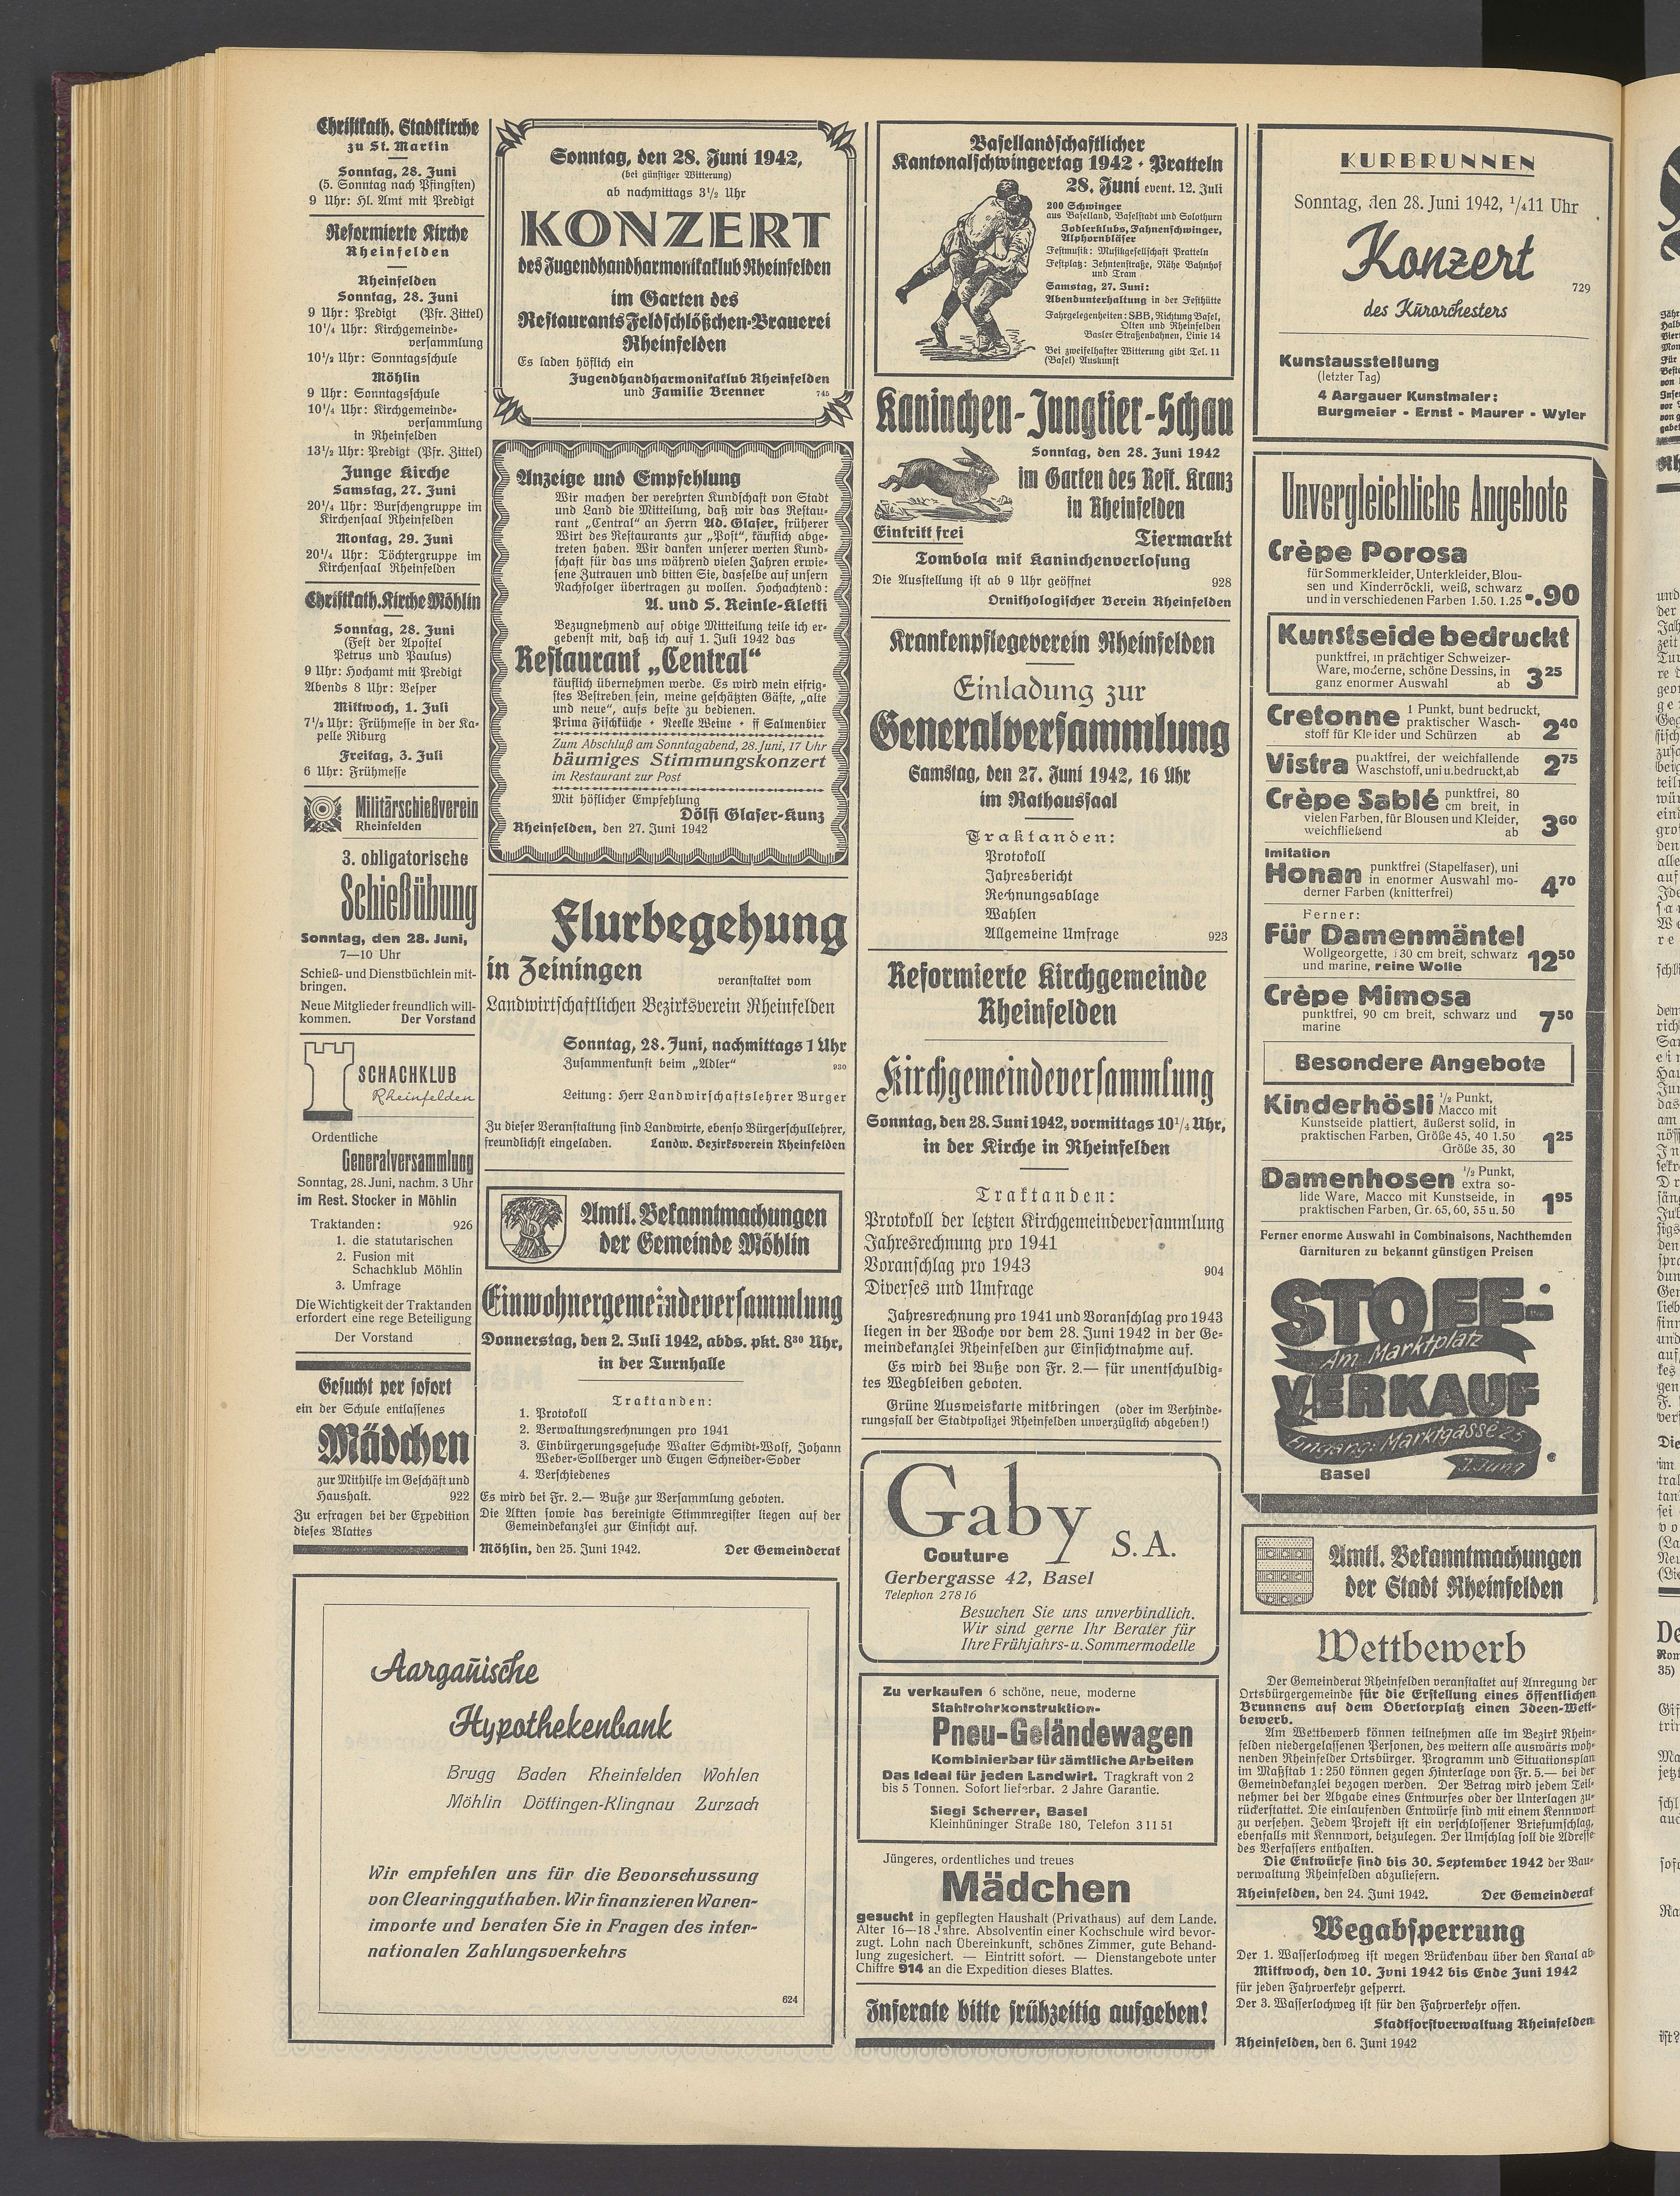 Christkath. Stadtkirche
zu St. Martin
Sonntag, 28. Juni
(5. Sonntag nach Pfingsten)
9 Uhr: Hl. Amt mit Predigt
Reformierte Kirche
Rheinfelden
Rheinfelden
Sonntag, 28. Juni
9 Uhr: Predigt (Pfr. Zittel)
10¼ Uhr: Kirchgemeinde-
versammlung
10½ Uhr: Sonntagsschule
Möhlin
9 Uhr: Sonntagsschule
10¼ Uhr: Kirchgemeinde-
versammlung
in Rheinfelden
13½ Uhr: Predigt (Pfr. Zittel)
Junge Kirche
Samstag, 27. Juni
20¼ Uhr: Burschengruppe im
Kirchensaal Rheinfelden
Montag, 29. Juni
20¼ Uhr: Töchtergruppe im
Kirchensaal Rheinfelden
Christkath. Kirche Möhlin
Sonntag, 28. Juni
(Fest der Apostel
Petrus und Paulus)
9 Uhr: Hochamt mit Predigt
Abends 8 Uhr: Vesper
Mittwoch, 1. Juli
7½ Uhr: Frühmesse in der Ka-
pelle Riburg
Freitag, 3. Juli
6 Uhr: Frühmesse
Militärschießverein
Rheinfelden
3. obligatorische
Schießübung
Sonntag, den 28. Juni,
7—10 Uhr
Schieß- und Dienstbüchlein mit-
bringen.
Neue Mitglieder freundlich will-
kommen. Der Vorstand
SCHACHKLUB
Rheinfelden
Ordentliche
Generalversammlung
Sonntag, 28. Juni, nachm. 3 Uhr
im Rest. Stocker in Möhlin
Traktanden: 926
1. die statutarischen
2. Fusion mit
Schachklub Möhlin
3. Umfrage
Die Wichtigkeit der Traktanden
erfordert eine rege Beteiligung
Der Vorstand
Gesucht per sofort
ein der Schule entlassenes
Mädchen
zur Mithilfe im Geschäft und
Haushalt. 922
Zu erfragen bei der Expedition
dieses Blattes
Sonntag, den 28. Juni 1942,
(bei günstiger Witterung)
ab nachmittags 3½ Uhr
KONZERT
des Jugendhandharmonikaklub Rheinfelden
im Garten des
Restaurants Feldschlößchen-Brauerei
Rheinfelden
Es laden höflich ein
Jugendhandharmonikaklub Rheinfelden
und Familie Brenner 745
Anzeige und Empfehlung
Wir machen der verehrten Kundschaft von Stadt
und Land die Mitteilung, daß wir das Restau-
rant „Central“ an Herrn Ad. Glaser, früherer
Wirt des Restaurants zur „Post“, käuflich abge-
treten haben. Wir danken unserer werten Kund-
schaft für das uns während vielen Jahren erwie-
sene Zutrauen und bitten Sie, dasselbe auf unsern
Nachfolger übertragen zu wollen. Hochachtend:
A. und S. Reinle-Kletti
Bezugnehmend auf obige Mitteilung teile ich er-
gebenst mit, daß ich auf 1. Juli 1942 das
Restaurant „Central“
käuflich übernehmen werde. Es wird mein eifrig-
stes Bestreben sein, meine geschätzten Gäste, „alte
und neue“, aufs beste zu bedienen.
Prima Fischküche • Reelle Weine • ff Salmenbier
Zum Abschluß am Sonntagabend, 28. Juni, 17 Uhr
bäumiges Stimmungskonzert
im Restaurant zur Post
Mit höflicher Empfehlung
Dölfi Glaser-Kunz
Rheinfelden, den 27. Juni 1942
Flurbegehung
in Zeiningen veranstaltet vom
Landwirtschaftlichen Bezirksverein Rheinfelden
Sonntag, 28. Juni, nachmittags 1 Uhr
Zusammenkunft beim „Adler“ 930
Leitung: Herr Landwirschaftslehrer Burger
Zu dieser Veranstaltung sind Landwirte, ebenso Bürgerschullehrer,
freundlichst eingeladen. Landw. Bezirksverein Rheinfelden
Amtl. Bekanntmachungen
der Gemeinde Möhlin
Einwohnergemeindeversammlung
Donnerstag, den 2. Juli 1942, abds. pkt. 8³⁰ Uhr,
in der Turnhalle
Traktanden:
1. Protokoll
2. Verwaltungsrechnungen pro 1941
3. Einbürgerungsgesuche Walter Schmidt-Wolf, Johann
Weber-Sollberger und Eugen Schneider-Soder
4. Verschiedenes
Es wird bei Fr. 2.— Buße zur Versammlung geboten.
Die Akten sowie das bereinigte Stimmregister liegen auf der
Gemeindekanzlei zur Einsicht auf.
Möhlin, den 25. Juni 1942. Der Gemeinderat
Aargauische
Hypothekenbank
Brugg Baden Rheinfelden Wohlen
Möhlin Döttingen-Klingnau Zurzach
Wir empfehlen uns für die Bevorschussung
von Clearingguthaben. Wir finanzieren Waren-
importe und beraten Sie in Fragen des inter-
nationalen Zahlungsverkehrs
624
Basellandschaftlicher
Kantonalschwingertag 1942 • Pratteln
28. Juni event. 12. Juli
200 Schwinger
aus Baselland, Baselstadt und Solothurn
Jodlerklubs, Fahnenschwinger,
Alphornbläser
Festmusik: Musikgesellschaft Pratteln
Festplatz: Zehntenstraße, Nähe Bahnhof
und Tram
Samstag, 27. Juni:
Abendunterhaltung in der Festhütte
Fahrgelegenheiten: SBB, Richtung Basel,
Olten und Rheinfelden
Basler Straßenbahnen, Linie 14
Bei zweifelhafter Witterung gibt Tel. 11
(Basel) Auskunft
Kaninchen-Jungtier-Schau
Sonntag, den 28. Juni 1942
im Garten des Rest. Kranz
in Rheinfelden
Eintritt frei Tiermarkt
Tombola mit Kaninchenverlosung
Die Ausstellung ist ab 9 Uhr geöffnet 928
Ornithologischer Verein Rheinfelden
Krankenpflegeverein Rheinfelden
Einladung zur
Generalversammlung
Samstag, den 27. Juni 1942, 16 Uhr
im Rathaussaal
Traktanden:
Protokoll
Jahresbericht
Rechnungsablage
Wahlen
Allgemeine Umfrage 923
Reformierte Kirchgemeinde
Rheinfelden
Kirchgemeindeversammlung
Sonntag, den 28. Juni 1942, vormittags 10¼ Uhr,
in der Kirche in Rheinfelden
Traktanden:
Protokoll der letzten Kirchgemeindeversammlung
Jahresrechnung pro 1941
Voranschlag pro 1943
904
Diverses und Umfrage
Jahresrechnung pro 1941 und Voranschlag pro 1943
liegen in der Woche vor dem 28. Juni 1942 in der Ge-
meindekanzlei Rheinfelden zur Einsichtnahme auf.
Es wird bei Buße von Fr. 2.— für unentschuldig-
tes Wegbleiben geboten.
Grüne Ausweiskarte mitbringen (oder im Verhinde-
rungsfall der Stadtpolizei Rheinfelden unverzüglich abgeben!)
Gaby
Couture S. A.
Gerbergasse 42, Basel
Telephon 27816
Besuchen Sie uns unverbindlich.
Wir sind gerne Ihr Berater für
Ihre Frühjahrs- u. Sommermodelle
Zu verkaufen 6 schöne, neue, moderne
Stahlrohrkonstruktion-
Pneu-Geländewagen
Kombinierbar für sämtliche Arbeiten
Das Ideal für jeden Landwirt. Tragkraft von 2
bis 5 Tonnen. Sofort lieferbar. 2 Jahre Garantie.
Siegi Scherrer, Basel
Kleinhüninger Straße 180, Telefon 31151
Jüngeres, ordentliches und treues
Mädchen
gesucht in gepflegten Haushalt (Privathaus) auf dem Lande.
Alter 16—18 Jahre. Absolventin einer Kochschule wird bevor-
zugt. Lohn nach Übereinkunft, schönes Zimmer, gute Behand-
lung zugesichert. — Eintritt sofort. — Dienstangebote unter
Chiffre 914 an die Expedition dieses Blattes.
Inserate bitte frühzeitig aufgeben!
KURBRUNNEN
Sonntag, den 28. Juni 1942, ¼11 Uhr
Konzert
729
des Kurorchesters
Kunstausstellung
(letzter Tag)
4 Aargauer Kunstmaler:
Burgmeier - Ernst - Maurer - Wyler
Unvergleichliche Angebote
Crèpe Porosa
für Sommerkleider, Unterkleider, Blou-
sen und Kinderröckli, weiß, schwarz
und in verschiedenen Farben 1.50. 1.25 -.90
Kunstseide bedruckt
punktfrei, in prächtiger Schweizer-
Ware, moderne, schöne Dessins, in
ganz enormer Auswahl ab 3²⁵
Cretonne 1 Punkt, bunt bedruckt,
praktischer Wasch-
stoff für Kleider und Schürzen ab 2⁴⁰
Vistra punktfrei, der weichfallende
Waschstoff, uni u. bedruckt, ab 2⁷⁵
Crèpe Sablé punktfrei, 80
cm breit, in
vielen Farben, für Blousen und Kleider,
weichfließend ab 3⁶⁰
Imitation
Honan punktfrei (Stapelfaser), uni
in enormer Auswahl mo-
derner Farben (knitterfrei) 4⁷⁰
Ferner:
Für Damenmäntel
Wollgeorgette, 130 cm breit, schwarz
und marine, reine Wolle 12⁵⁰
Crèpe Mimosa
punktfrei, 90 cm breit, schwarz und
marine 7⁵⁰
Besondere Angebote
Kinderhösli ½ Punkt,
Macco mit
Kunstseide plattiert, äußerst solid, in
praktischen Farben, Größe 45, 40 1.50
Größe 35, 30 1²⁵
Damenhosen ½ Punkt,
extra so-
lide Ware, Macco mit Kunstseide, in
praktischen Farben, Gr. 65, 60, 55 u. 50 1⁹⁵
Ferner enorme Auswahl in Combinaisons, Nachthemden
Garnituren zu bekannt günstigen Preisen
STOFF-
Am Marktplatz
VERKAUF
Eingang: Marktgasse 25
Basel J. Jung
Amtl. Bekanntmachungen
der Stadt Rheinfelden
Wettbewerb
Der Gemeinderat Rheinfelden veranstaltet auf Anregung der
Ortsbürgergemeinde für die Erstellung eines öffentlichen
Brunnens auf dem Obertorplatz einen Ideen-Wett-
bewerb.
Am Wettbewerb können teilnehmen alle im Bezirk Rhein-
felden niedergelassenen Personen, des weitern alle auswärts woh-
nenden Rheinfelder Ortsbürger. Programm und Situationsplan
im Maßstab 1 : 250 können gegen Hinterlage von Fr. 5.— bei der
Gemeindekanzlei bezogen werden. Der Betrag wird jedem Teil-
nehmer bei der Abgabe eines Entwurfes oder der Unterlagen zu-
rückerstattet. Die einlaufenden Entwürfe sind mit einem Kennwort
zu versehen. Jedem Projekt ist ein verschlossener Briefumschlag,
ebenfalls mit Kennwort, beizulegen. Der Umschlag soll die Adresse
des Verfassers enthalten.
Die Entwürfe sind bis 30. September 1942 der Bau-
verwaltung Rheinfelden abzuliefern.
Rheinfelden, den 24. Juni 1942. Der Gemeinderat
Wegabsperrung
Der 1. Wasserlochweg ist wegen Brückenbau über den Kanal ab
Mittwoch, den 10. Juni 1942 bis Ende Juni 1942
für jeden Fahrverkehr gesperrt.
Der 3. Wasserlochweg ist für den Fahrverkehr offen.
Stadtforstverwaltung Rheinfelden
Rheinfelden, den 6. Juni 1942